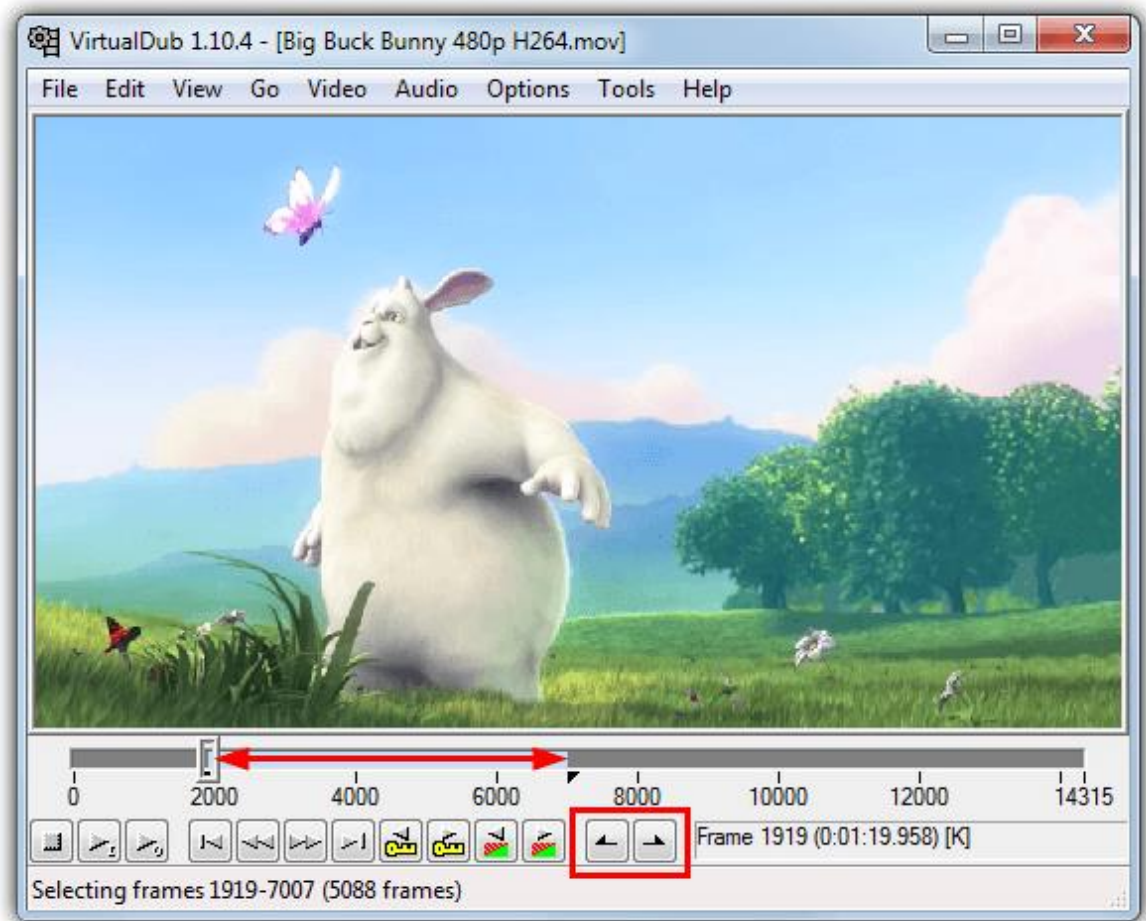 VirtualDub 1.10.4 - [Big Buck Bunny 480p H264.mov]
File Edit View Go Video Audio Options Tools Help
0 2000 4000 6000 8000 10000 12000 14315
Frame 1919 (0:01:19.958) [K]
Selecting frames 1919-7007 (5088 frames)